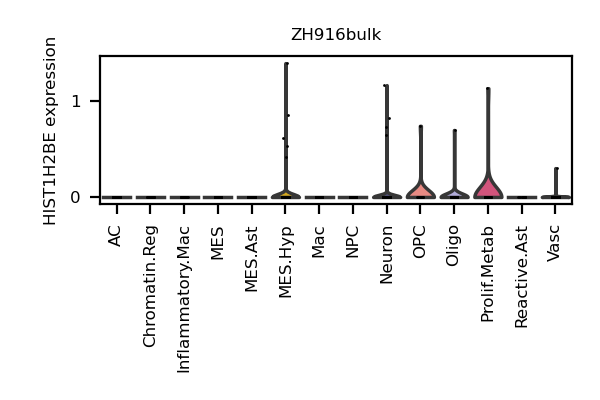 ZH916bulk
HIST1H2BE expression
1
0
AC
Chromatin.Reg
Inflammatory.Mac
MES
MES.Ast
MES.Hyp
Mac
NPC
Neuron
OPC
Oligo
Prolif.Metab
Reactive.Ast
Vasc